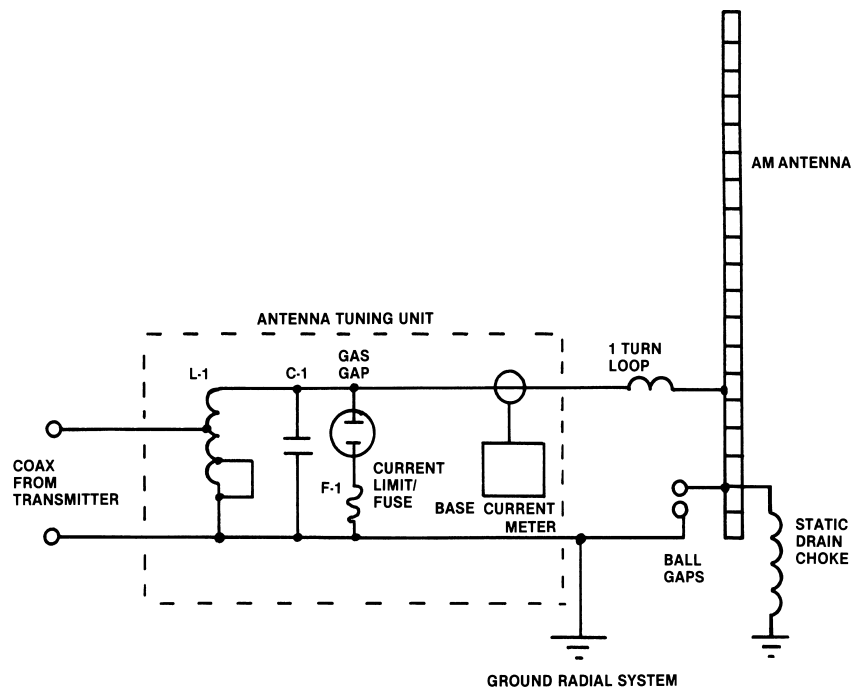 AM ANTENNA
ANTENNA TUNING UNIT
1 TURN
LOOP
GAS
GAP
L-1
C-1
COAX
FROM
TRANSMITTER
CURRENT
LIMIT/
FUSE
F-1
BASE CURRENT
METER
BALL
GAPS
STATIC
DRAIN
CHOKE
GROUND RADIAL SYSTEM